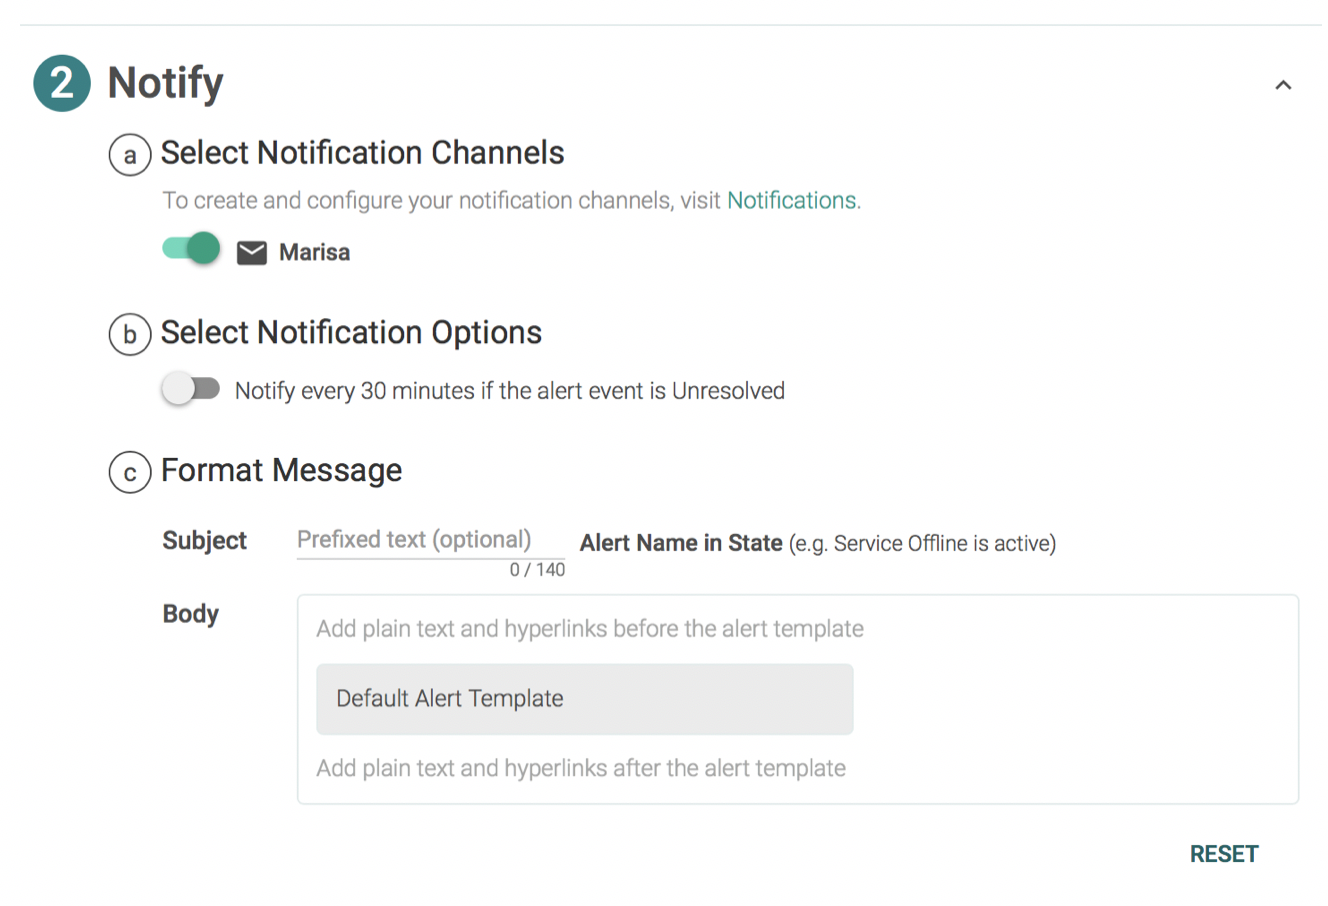 2 Notify
a Select Notification Channels
To create and configure your notification channels, visit Notifications.
Marisa
b Select Notification Options
Notify every 30 minutes if the alert event is Unresolved
c Format Message
Subject Prefixed text (optional) Alert Name in State (e.g. Service Offline is active)
0 / 140
Body
Add plain text and hyperlinks before the alert template
Default Alert Template
Add plain text and hyperlinks after the alert template
RESET